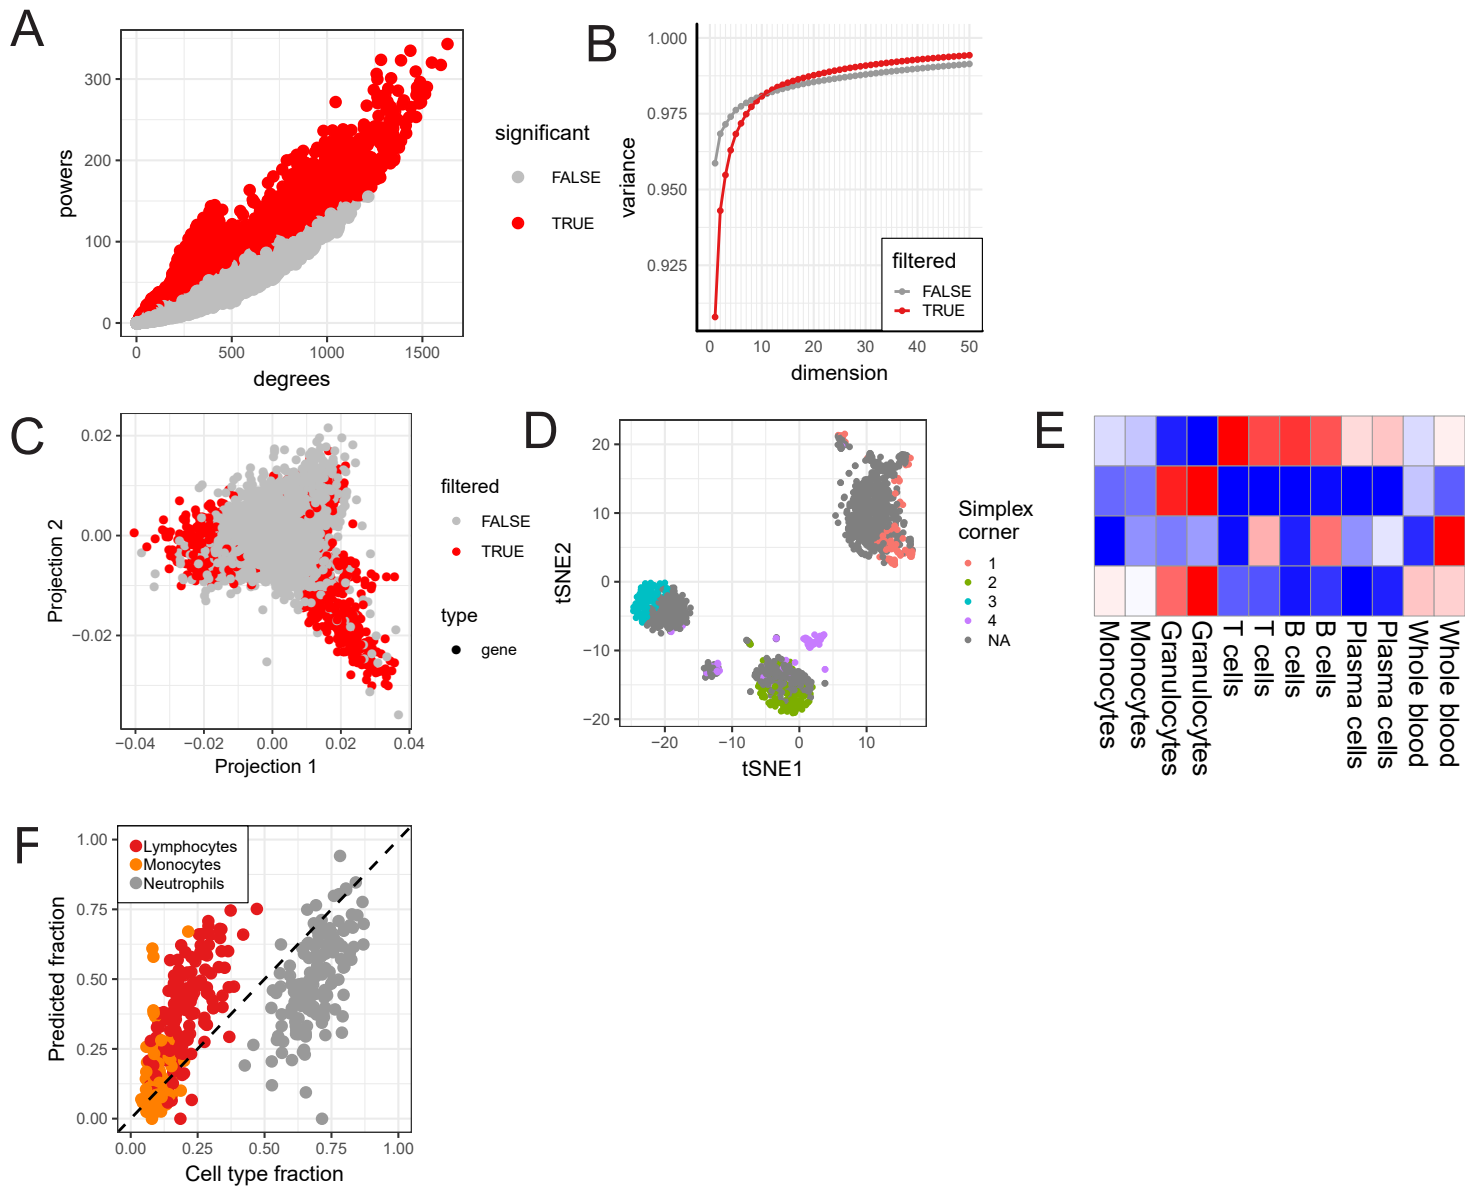 A
300
200
100
0
powers
0
500
1000
1500
degrees
significant
FALSE
TRUE
B
1.000
0.975
0.950
0.925
variance
0
10
20
30
40
50
dimension
filtered
FALSE
TRUE
C
0.02
0.00
−0.02
Projection 2
−0.04
−0.02
0.00
0.02
0.04
Projection 1
filtered
FALSE
TRUE
type
gene
D
20
10
0
−10
−20
tSNE2
−20
−10
0
10
tSNE1
Simplex
corner
1
2
3
4
NA
E
Monocytes
Monocytes
Granulocytes
Granulocytes
T cells
T cells
B cells
B cells
Plasma cells
Plasma cells
Whole blood
Whole blood
F
1.00
0.75
0.50
0.25
0.00
Predicted fraction
Lymphocytes
Monocytes
Neutrophils
0.00
0.25
0.50
0.75
1.00
Cell type fraction